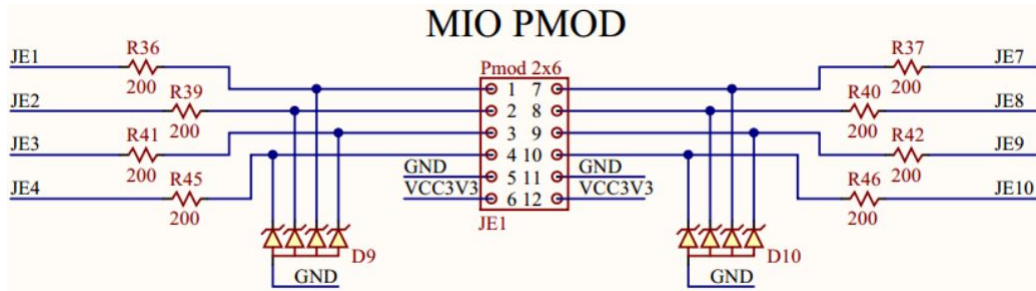 MIO PMOD
JE1 R36 200
R37 200 JE7
Pmod 2x6
JE2 R39 200
R40 200 JE8
JE3 R41 200
R42 200 JE9
JE4 R45 200
R46 200 JE10
1 7
2 8
3 9
4 10
GND 5 11 GND
VCC3V3 6 12 VCC3V3
JE1
D9
GND
D10
GND